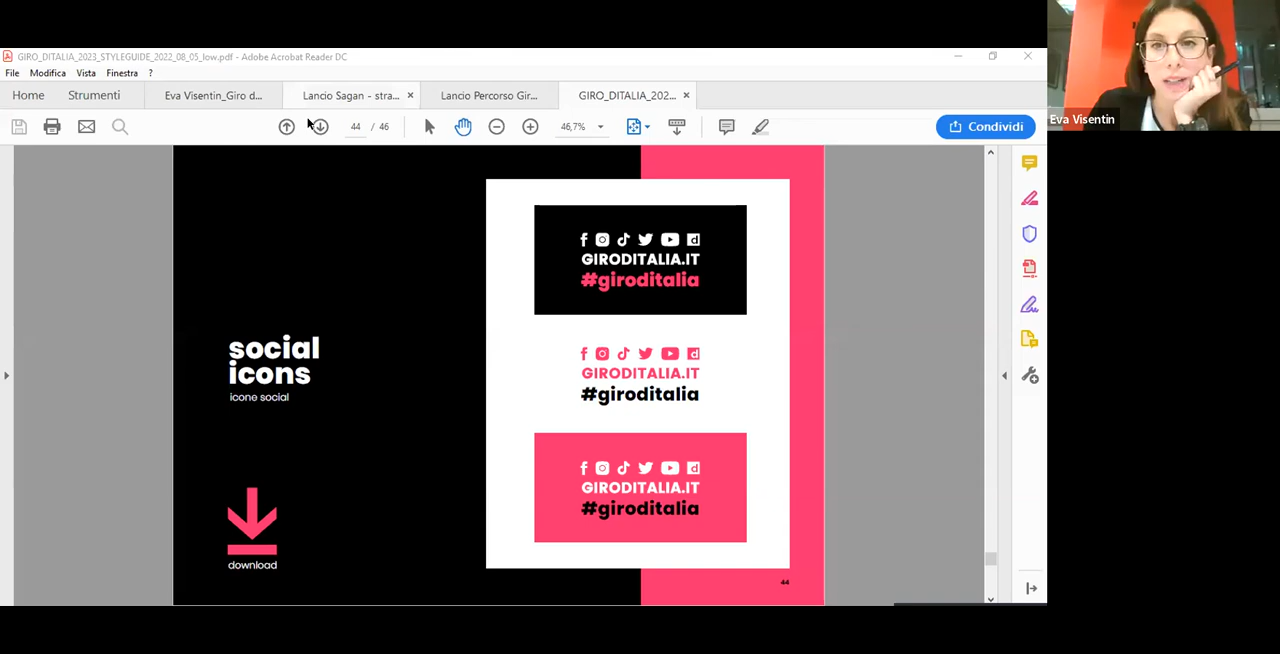 GIRO_DITALIA_2023_STYLEGUIDE_2022_08_05_low.pdf - Adobe Acrobat Reader DC
File Modifica Vista Finestra ?
Home Strumenti Eva Visentin_Giro d... Lancio Sagan - stra... Lancio Percorso Gir... GIRO_DITALIA_202...
44 / 46 46,7% Condividi
Eva Visentin
GIRODITALIA.IT
#giroditalia
social
icons
icone social
GIRODITALIA.IT
#giroditalia
GIRODITALIA.IT
#giroditalia
download
44